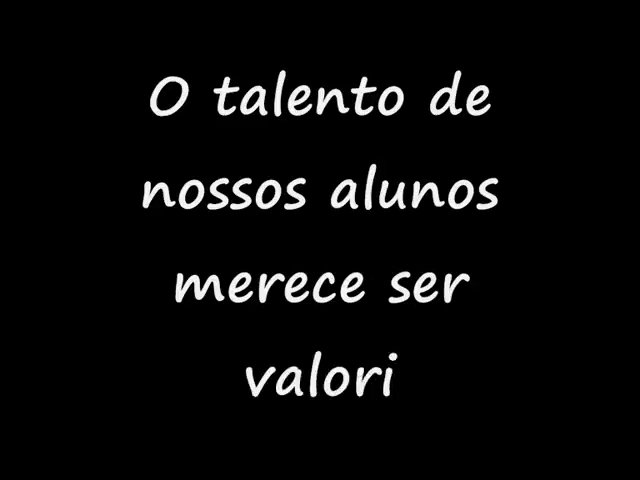 O talento de
nossos alunos
merece ser
valori